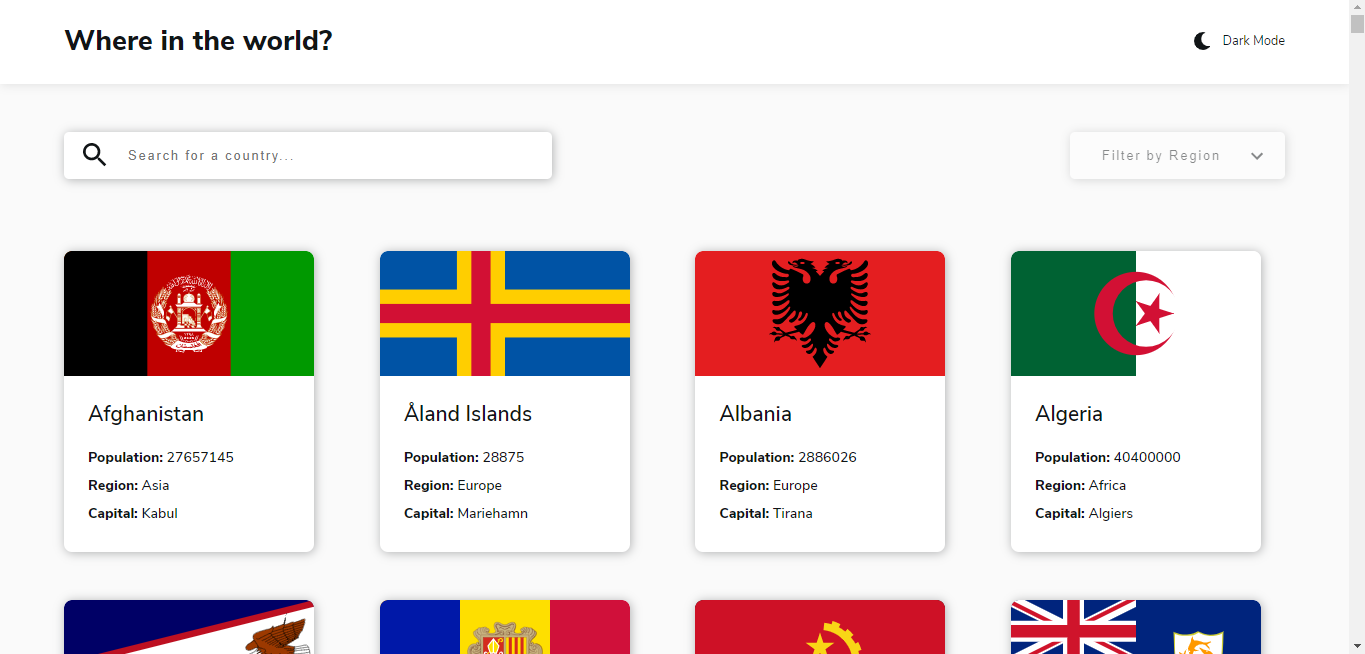 Where in the world?
Dark Mode
Search for a country...
Filter by Region
Afghanistan
Population: 27657145
Region: Asia
Capital: Kabul
Åland Islands
Population: 28875
Region: Europe
Capital: Mariehamn
Albania
Population: 2886026
Region: Europe
Capital: Tirana
Algeria
Population: 40400000
Region: Africa
Capital: Algiers